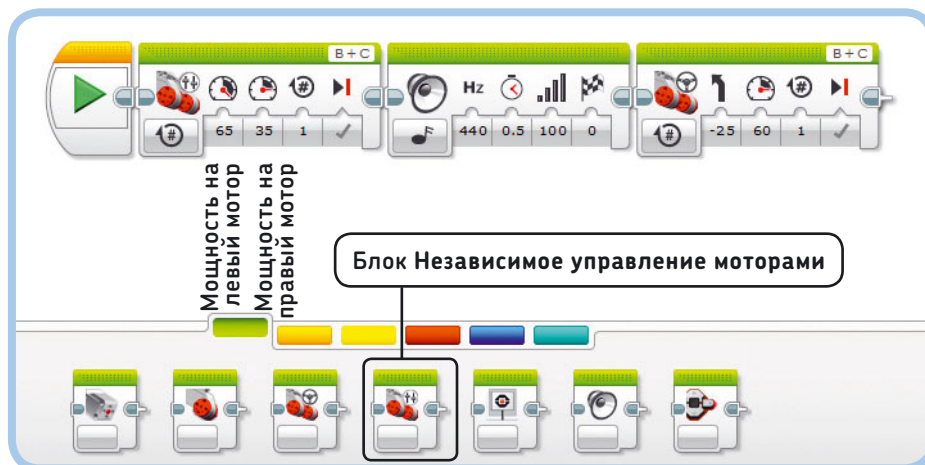 B+C
B+C
#
Hz
#
# 65 35 1
440 0.5 100 0
# -25 60 1
Мощность на
левый мотор
Мощность на
правый мотор
Блок Независимое управление моторами